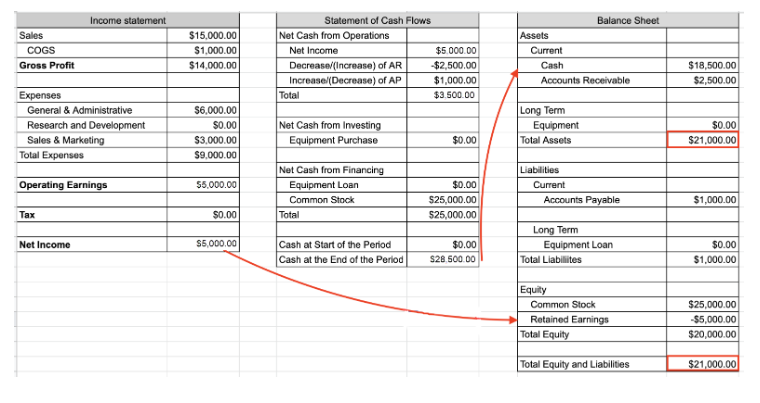 Income statement
Sales $15,000.00
COGS $1,000.00
Gross Profit $14,000.00
Expenses
General & Administrative $6,000.00
Research and Development $0.00
Sales & Marketing $3,000.00
Total Expenses $9,000.00
Operating Earnings $5,000.00
Tax $0.00
Net Income $5,000.00
Statement of Cash Flows
Net Cash from Operations
Net Income $5,000.00
Decrease/(Increase) of AR -$2,500.00
Increase/(Decrease) of AP $1,000.00
Total $3.500.00
Net Cash from Investing
Equipment Purchase $0.00
Net Cash from Financing
Equipment Loan $0.00
Common Stock $25,000.00
Total $25,000.00
Cash at Start of the Period $0.00
Cash at the End of the Period $28.500.00
Balance Sheet
Assets
Current
Cash $18,500.00
Accounts Receivable $2,500.00
Long Term
Equipment $0.00
Total Assets $21,000.00
Liabilities
Current
Accounts Payable $1,000.00
Long Term
Equipment Loan $0.00
Total Liabiliites $1,000.00
Equity
Common Stock $25,000.00
Retained Earnings -$5,000.00
Total Equity $20,000.00
Total Equity and Liabilities $21,000.00